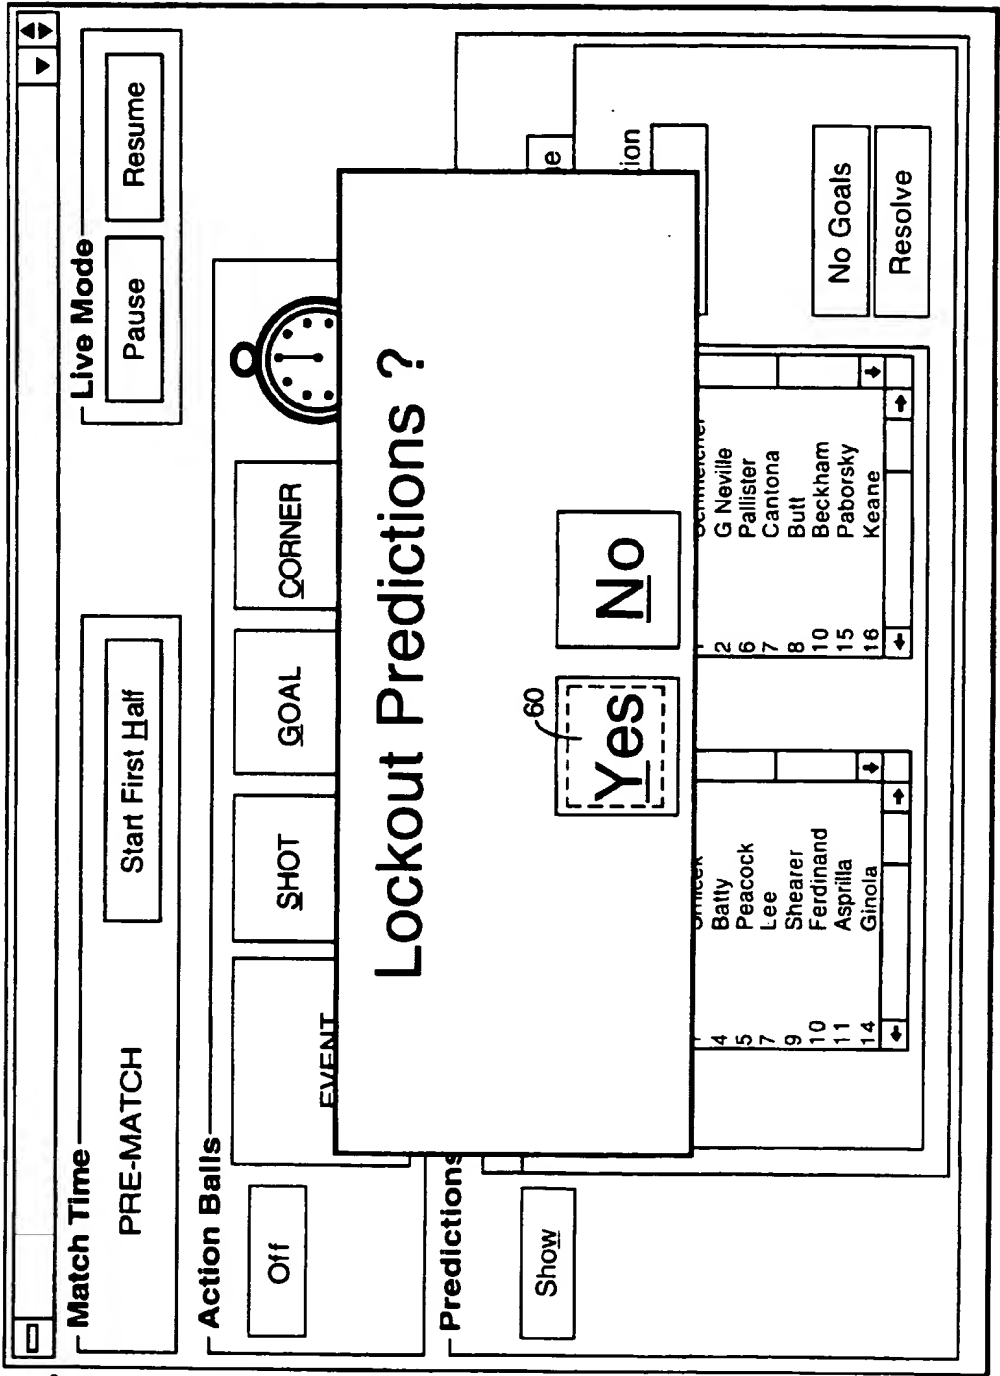 Match Time
PRE-MATCH
Start First Half
Live Mode
Pause
Resume
Action Balls
Off
EVENT
SHOT
GOAL
CORNER
Lockout Predictions ?
60
Yes
No
Predictions
Show
4 Batty
5 Peacock
7 Lee
9 Shearer
10 Ferdinand
11 Asprilla
14 Ginola
2 G Neville
6 Pallister
7 Cantona
8 Butt
10 Beckham
15 Paborsky
16 Keane
No Goals
Resolve